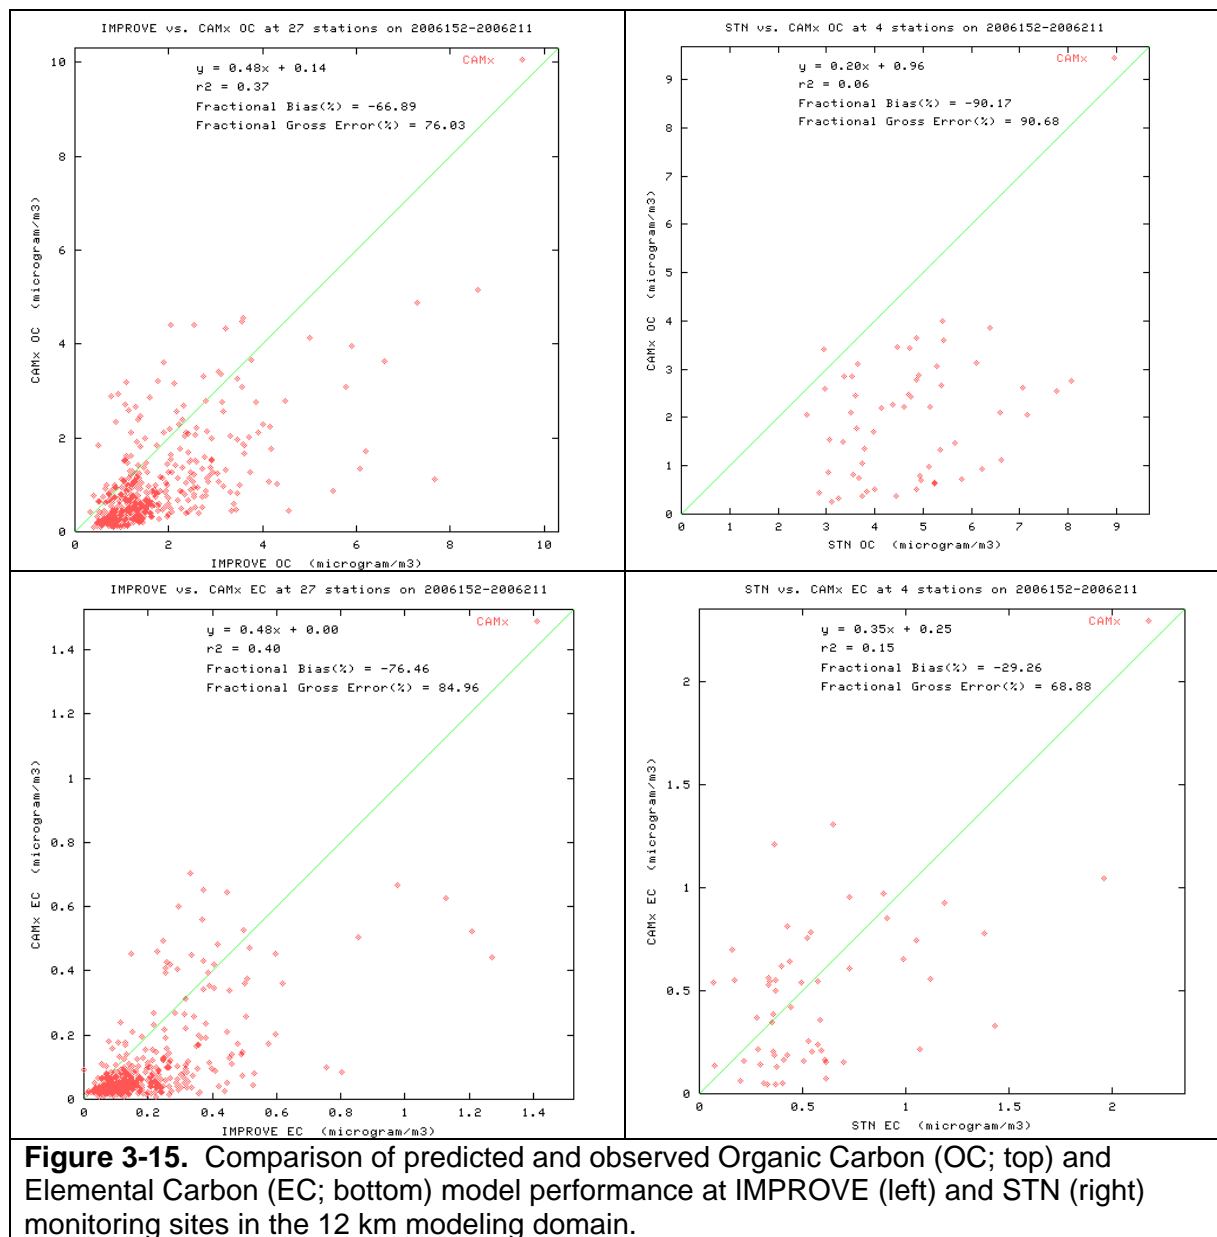 IMPROVE vs. CAMx OC at 27 stations on 2006152-2006211
CAMx
y = 0.48x + 0.14
r2 = 0.37
Fractional Bias(%) = -66.89
Fractional Gross Error(%) = 76.03
10
8
6
4
2
0
CAMx OC (microgram/m3)
0 2 4 6 8 10
IMPROVE OC (microgram/m3)
STN vs. CAMx OC at 4 stations on 2006152-2006211
CAMx
y = 0.20x + 0.96
r2 = 0.06
Fractional Bias(%) = -90.17
Fractional Gross Error(%) = 90.68
9
8
7
6
5
4
3
2
1
0
CAMx OC (microgram/m3)
0 1 2 3 4 5 6 7 8 9
STN OC (microgram/m3)
IMPROVE vs. CAMx EC at 27 stations on 2006152-2006211
CAMx
y = 0.48x + 0.00
r2 = 0.40
Fractional Bias(%) = -76.46
Fractional Gross Error(%) = 84.96
1.4
1.2
1
0.8
0.6
0.4
0.2
0
CAMx EC (microgram/m3)
0 0.2 0.4 0.6 0.8 1 1.2 1.4
IMPROVE EC (microgram/m3)
STN vs. CAMx EC at 4 stations on 2006152-2006211
CAMx
y = 0.35x + 0.25
r2 = 0.15
Fractional Bias(%) = -29.26
Fractional Gross Error(%) = 68.88
2
1.5
1
0.5
0
CAMx EC (microgram/m3)
0 0.5 1 1.5 2
STN EC (microgram/m3)
Figure 3-15. Comparison of predicted and observed Organic Carbon (OC; top) and
Elemental Carbon (EC; bottom) model performance at IMPROVE (left) and STN (right)
monitoring sites in the 12 km modeling domain.